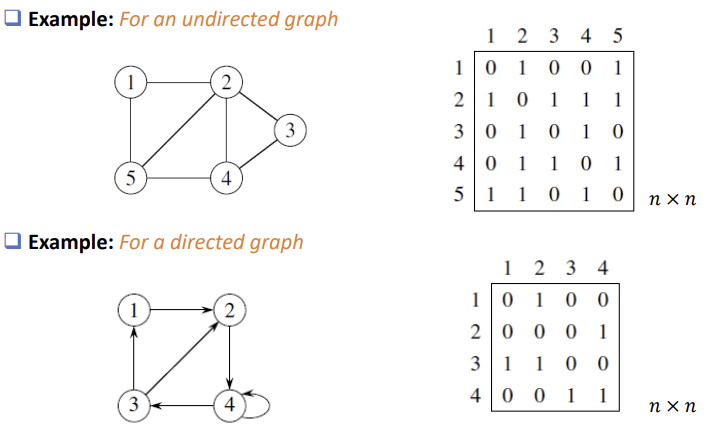 Example: For an undirected graph
1 2 3 4 5
1 0 1 0 0 1
2 1 0 1 1 1
3 0 1 0 1 0
4 0 1 1 0 1
5 1 1 0 1 0
n × n
1 2
3
5 4
Example: For a directed graph
1 2 3 4
1 0 1 0 0
2 0 0 0 1
3 1 1 0 0
4 0 0 1 1
n × n
1 2
3 4